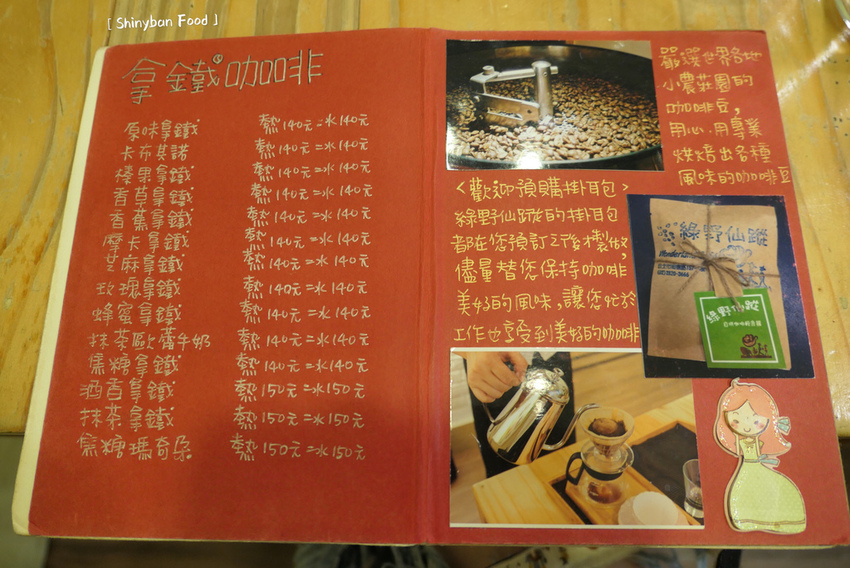 [ Shinyban Food ]
拿鐵咖啡
原味拿鐵 熱140元=冰140元
卡布其諾 熱140元=冰140元
榛果拿鐵 熱140元=冰140元
香草拿鐵 熱140元=冰140元
香蕉拿鐵 熱140元=冰140元
摩卡拿鐵 熱140元=冰140元
芝麻拿鐵 熱140元=冰140元
玫瑰拿鐵 熱140元=冰140元
蜂蜜拿鐵 熱140元=冰140元
抹茶歐蕾牛奶 熱140元=冰140元
焦糖拿鐵 熱140元=冰140元
酒香拿鐵 熱150元=冰150元
抹茶拿鐵 熱150元=冰150元
焦糖瑪奇朵 熱150元=冰150元
嚴選世界各地
小農莊園的
咖啡豆,
用心.用專業
烘焙出各種
風味的咖啡豆
<歡迎預購掛耳包>
綠野仙蹤的掛耳包
都在您預訂之後製做,
儘量替您保持咖啡
美好的風味,讓您忙於
工作也享受到美好的咖啡
綠野仙蹤
綠野仙蹤